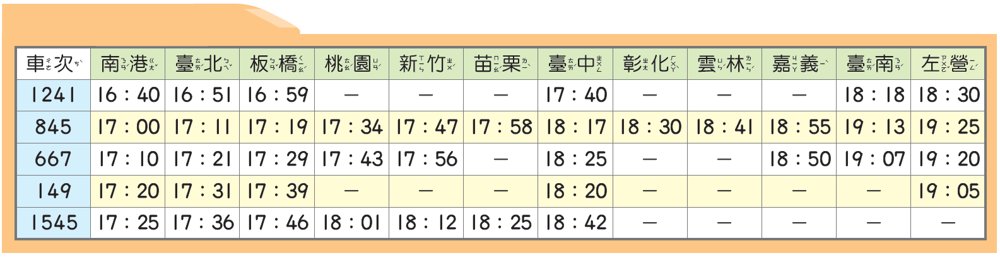 車次 南港 臺北 板橋 桃園 新竹 苗栗 臺中 彰化 雲林 嘉義 臺南 左營
1241 16：40 16：51 16：59 － － － 17：40 － － － 18：18 18：30
845 17：00 17：11 17：19 17：34 17：47 17：58 18：17 18：30 18：41 18：55 19：13 19：25
667 17：10 17：21 17：29 17：43 17：56 － 18：25 － － 18：50 19：07 19：20
149 17：20 17：31 17：39 － － － 18：20 － － － － 19：05
1545 17：25 17：36 17：46 18：01 18：12 18：25 18：42 － － － － －